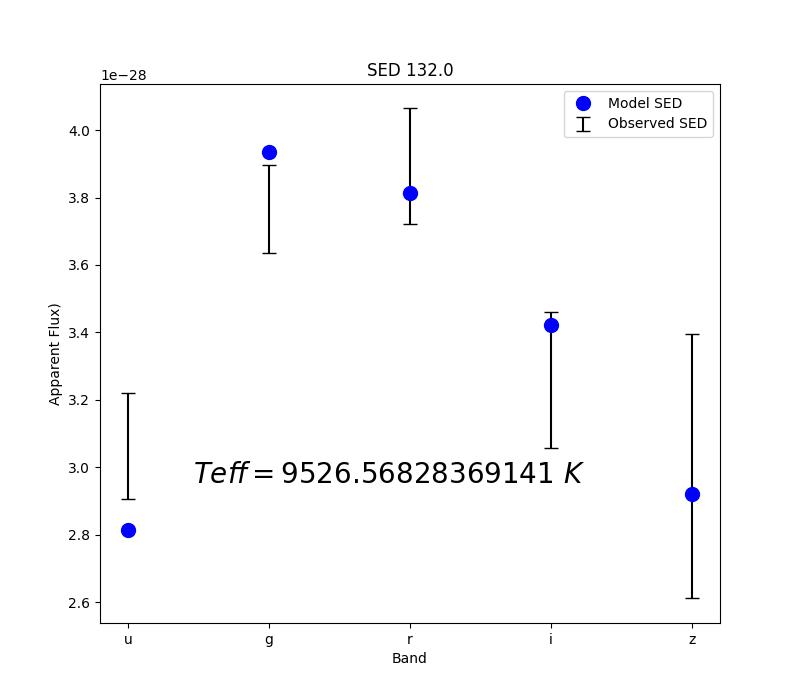 SED 132.0
1e−28
Model SED
Observed SED
4.0
3.8
3.6
3.4
3.2
3.0
2.8
2.6
Apparent Flux)
Teff = 9526.56828369141 K
u g r i z
Band